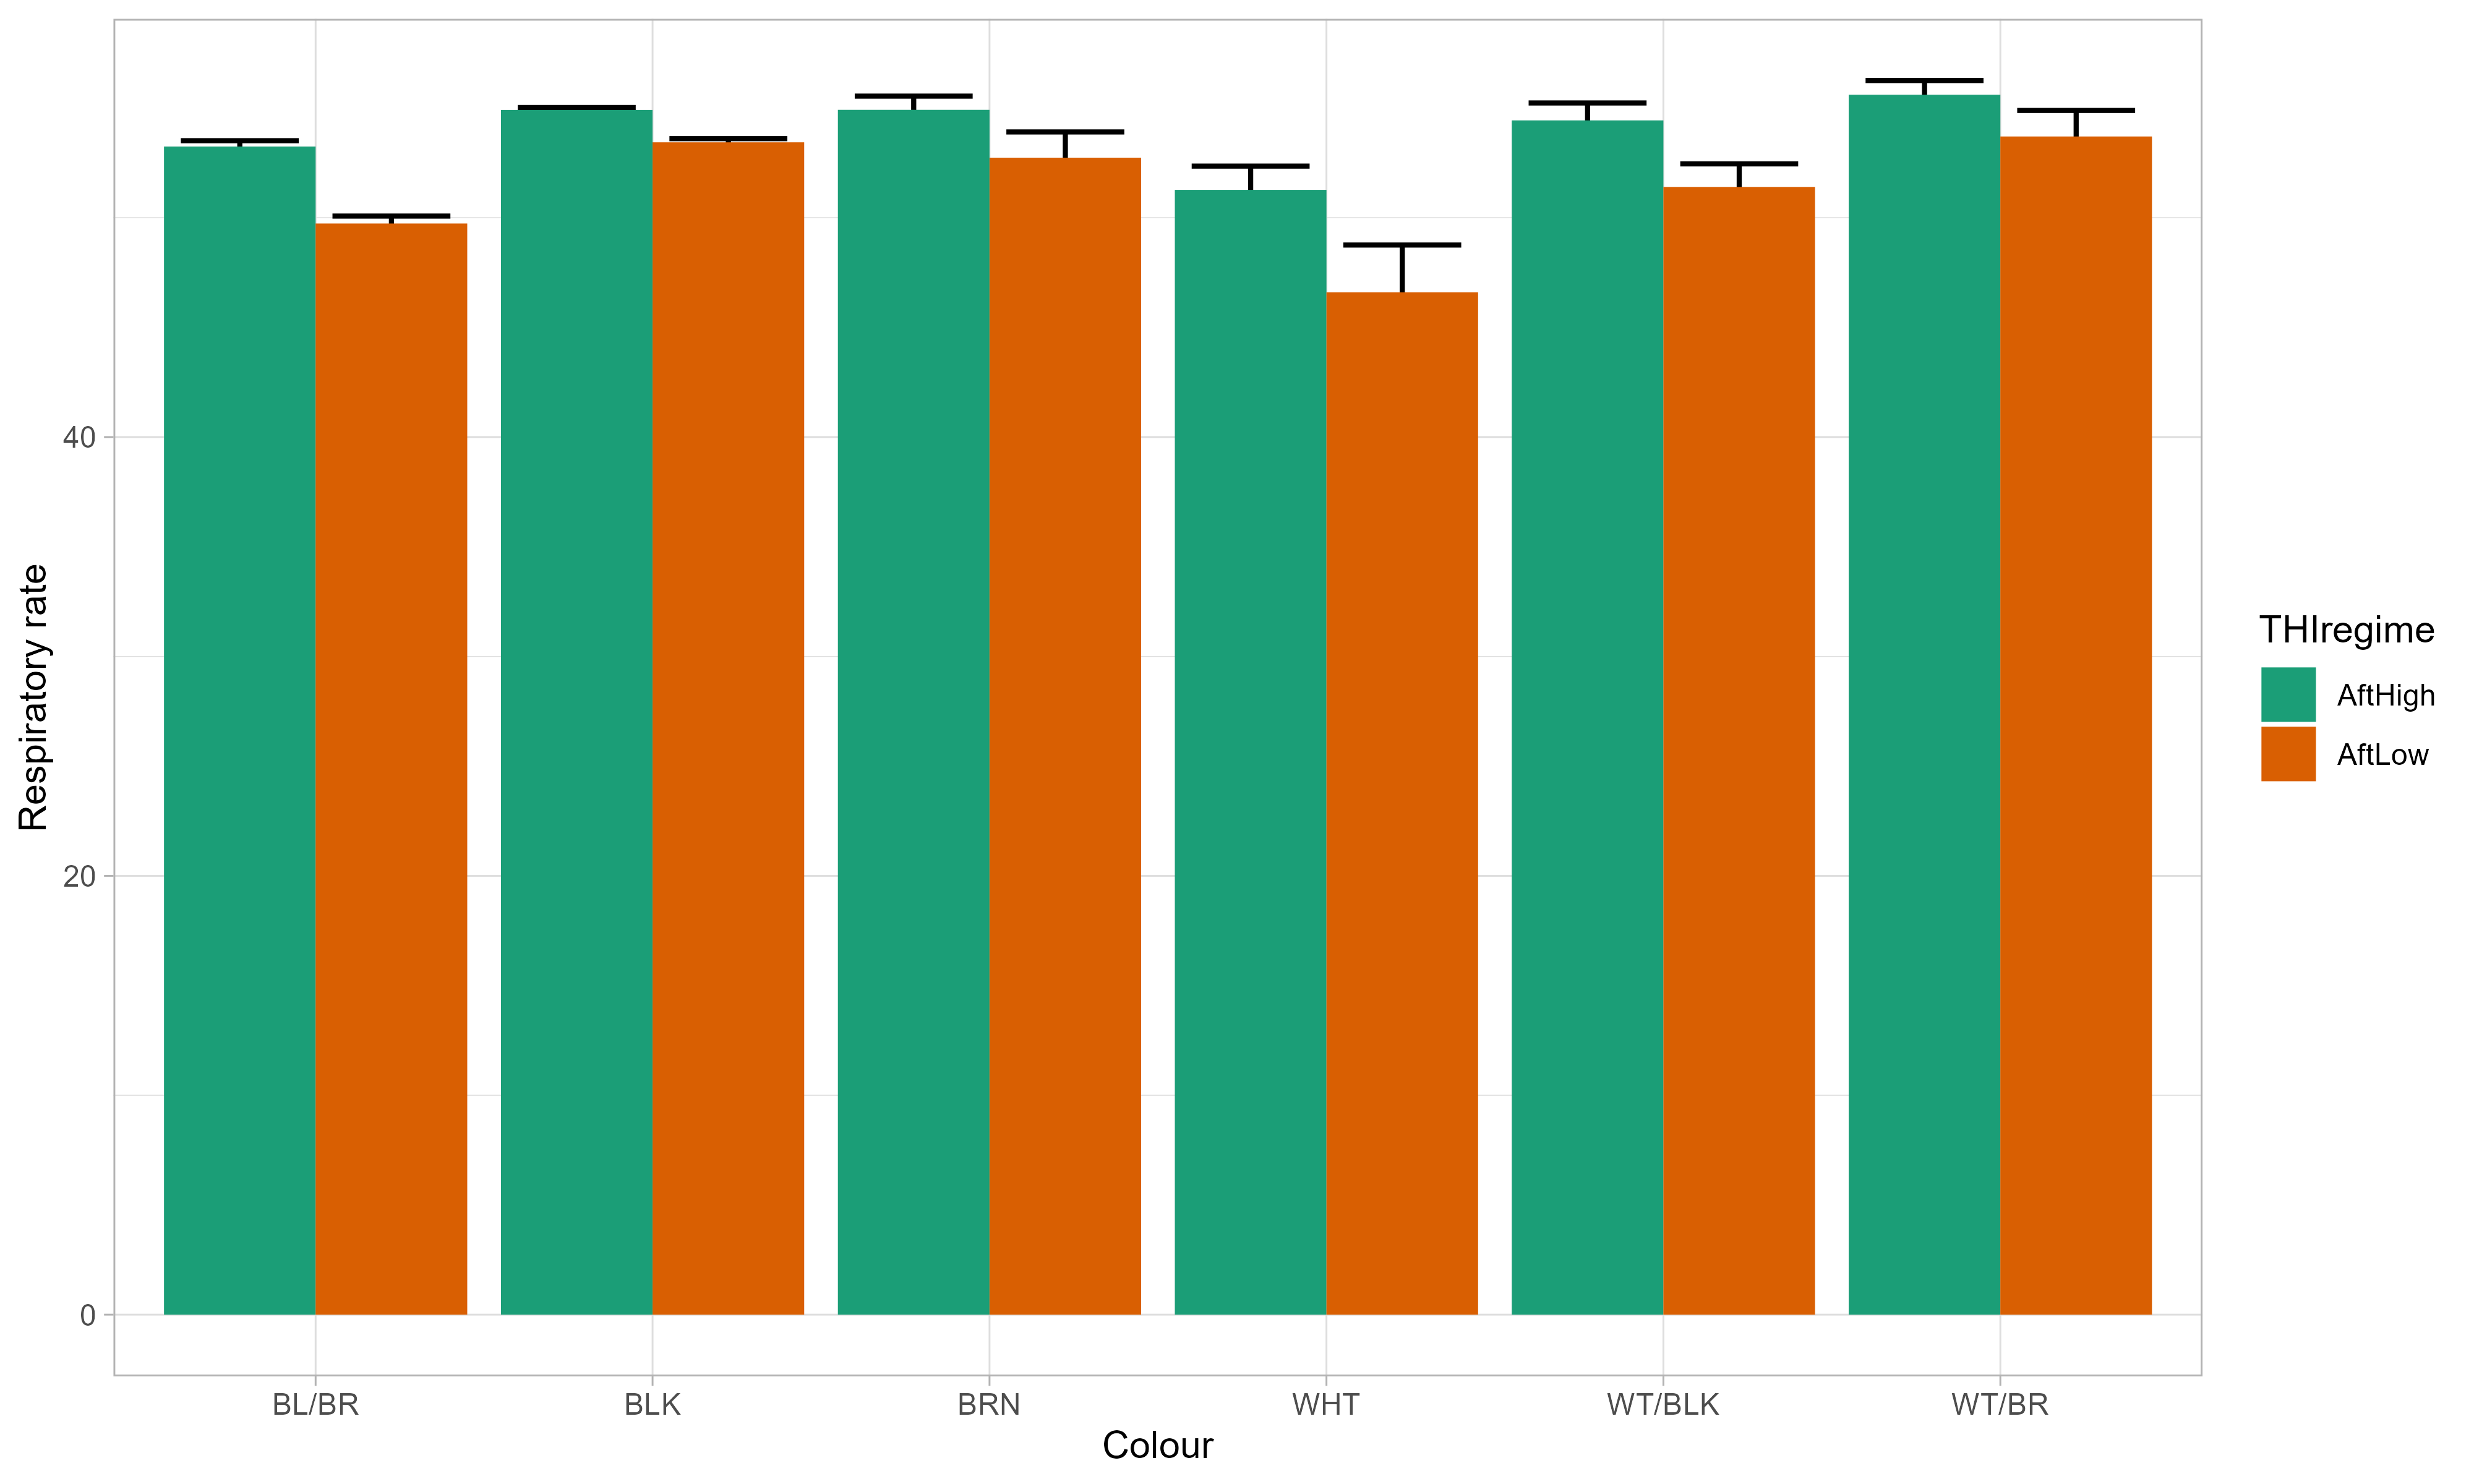 Respiratory rate
40
20
0
BL/BR
BLK
BRN
WHT
WT/BLK
WT/BR
Colour
THIregime
AftHigh
AftLow